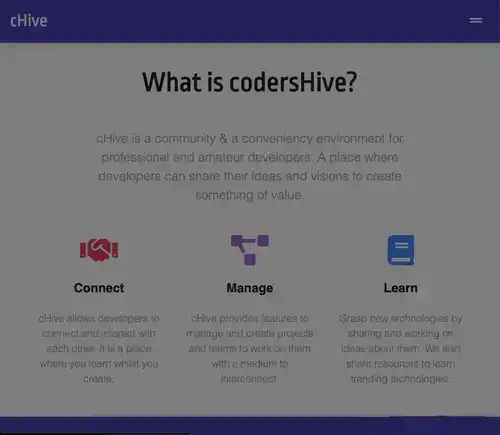 cHive
What is codersHive?
cHive is a community & a conveniency environment for
professional and amateur developers. A place where
developers can share their ideas and visions to create
something of value.
Connect
cHive allows developers to
connect and interact with
each other. It is a place
where you learn whilst you
create.
Manage
cHive provides features to
manage and create projects
and teams to work on them
with a medium to
interconnect
Learn
Grasp new technologies by
sharing and working on
ideas about them. We also
share resources to learn
trending technologies.